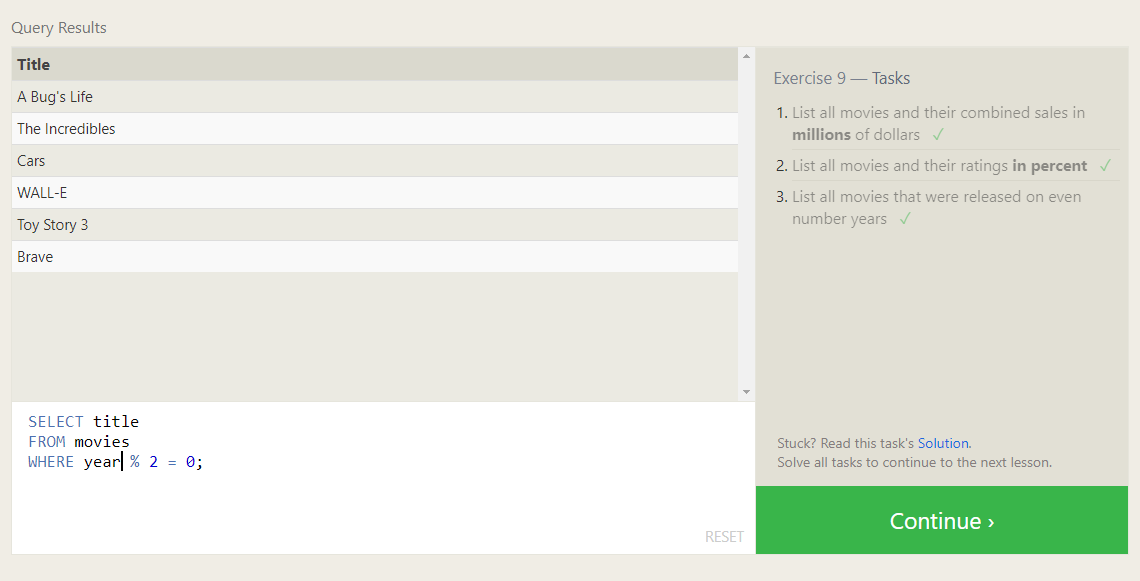 Query Results
Title
A Bug's Life
The Incredibles
Cars
WALL-E
Toy Story 3
Brave
SELECT title
FROM movies
WHERE year % 2 = 0;
RESET
Exercise 9 — Tasks
1. List all movies and their combined sales in
millions of dollars ✓
2. List all movies and their ratings in percent ✓
3. List all movies that were released on even
number years ✓
Stuck? Read this task's Solution.
Solve all tasks to continue to the next lesson.
Continue ›